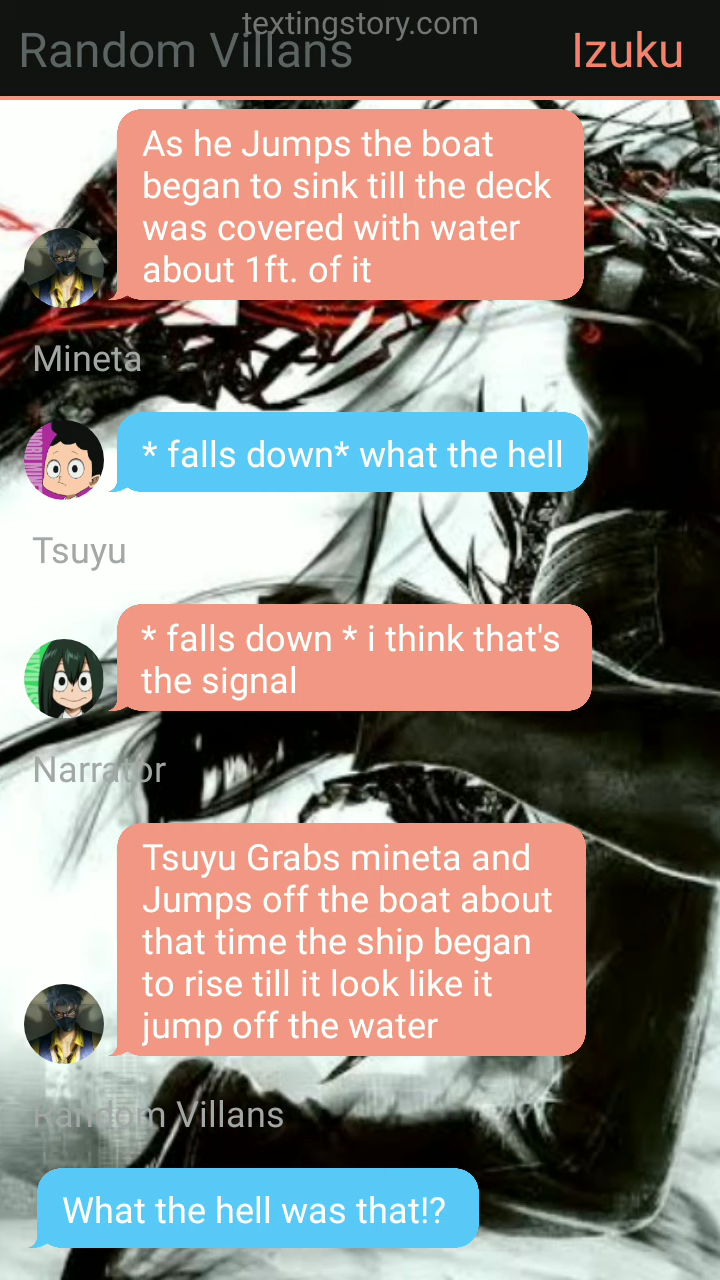 textingstory.com
Random Villans
Izuku
As he Jumps the boat
began to sink till the deck
was covered with water
about 1ft. of it
Mineta
* falls down* what the hell
Tsuyu
* falls down * i think that's
the signal
Narrator
Tsuyu Grabs mineta and
Jumps off the boat about
that time the ship began
to rise till it look like it
jump off the water
Random Villans
What the hell was that!?